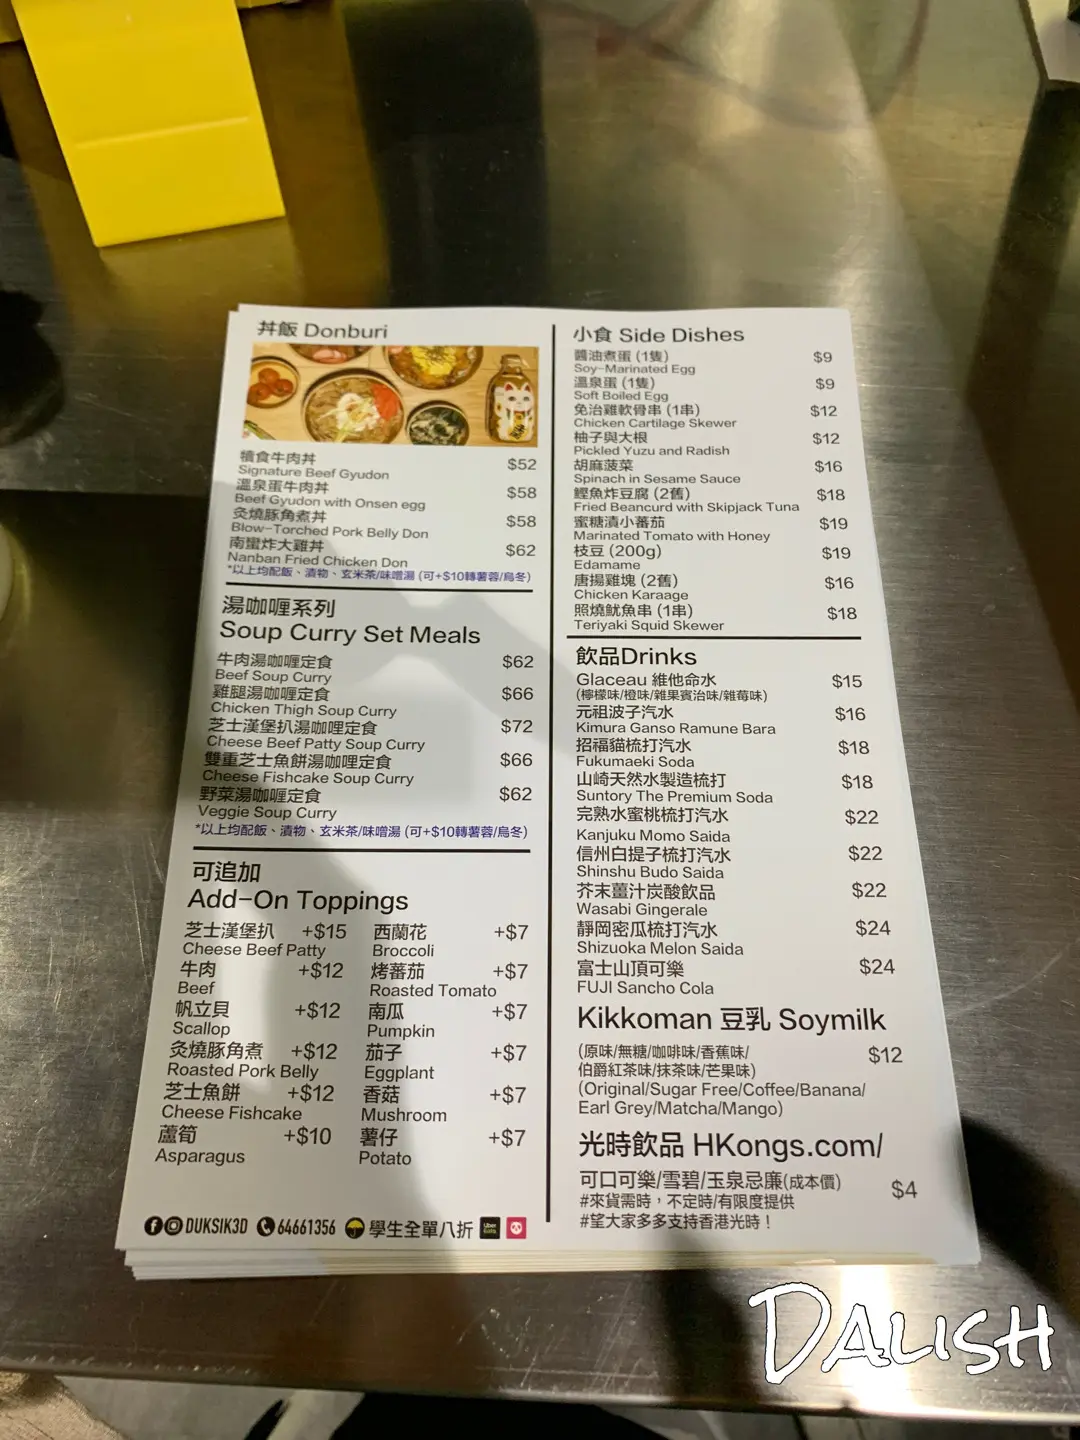 丼飯 Donburi
犢食牛肉丼 $52
Signature Beef Gyudon
溫泉蛋牛肉丼 $58
Beef Gyudon with Onsen egg
炙燒豚角煮丼 $58
Blow-Torched Pork Belly Don
南蠻炸大雞丼 $62
Nanban Fried Chicken Don
*以上均配飯、漬物、玄米茶/味噌湯 (可+$10轉薯蓉/烏冬)
湯咖喱系列
Soup Curry Set Meals
牛肉湯咖喱定食 $62
Beef Soup Curry
雞腿湯咖喱定食 $66
Chicken Thigh Soup Curry
芝士漢堡扒湯咖喱定食 $72
Cheese Beef Patty Soup Curry
雙重芝士魚餅湯咖喱定食 $66
Cheese Fishcake Soup Curry
野菜湯咖喱定食 $62
Veggie Soup Curry
*以上均配飯、漬物、玄米茶/味噌湯 (可+$10轉薯蓉/烏冬)
可追加
Add-On Toppings
芝士漢堡扒 +$15
Cheese Beef Patty
牛肉 +$12
Beef
帆立貝 +$12
Scallop
炙燒豚角煮 +$12
Roasted Pork Belly
芝士魚餅 +$12
Cheese Fishcake
蘆筍 +$10
Asparagus
西蘭花 +$7
Broccoli
烤蕃茄 +$7
Roasted Tomato
南瓜 +$7
Pumpkin
茄子 +$7
Eggplant
香菇 +$7
Mushroom
薯仔 +$7
Potato
DUKSIK3D 64661356 學生全單八折 Uber Eats
小食 Side Dishes
醬油煮蛋 (1隻) $9
Soy-Marinated Egg
溫泉蛋 (1隻) $9
Soft Boiled Egg
免治雞軟骨串 (1串) $12
Chicken Cartilage Skewer
柚子與大根 $12
Pickled Yuzu and Radish
胡麻菠菜 $16
Spinach in Sesame Sauce
鰹魚炸豆腐 (2舊) $18
Fried Beancurd with Skipjack Tuna
蜜糖漬小蕃茄 $19
Marinated Tomato with Honey
枝豆 (200g) $19
Edamame
唐揚雞塊 (2舊) $16
Chicken Karaage
照燒魷魚串 (1串) $18
Teriyaki Squid Skewer
飲品Drinks
Glaceau 維他命水 $15
(檸檬味/橙味/雜果賓治味/雜莓味)
元祖波子汽水 $16
Kimura Ganso Ramune Bara
招福貓梳打汽水 $18
Fukumaeki Soda
山崎天然水製造梳打 $18
Suntory The Premium Soda
完熟水蜜桃梳打汽水 $22
Kanjuku Momo Saida
信州白提子梳打汽水 $22
Shinshu Budo Saida
芥末薑汁炭酸飲品 $22
Wasabi Gingerale
靜岡密瓜梳打汽水 $24
Shizuoka Melon Saida
富士山頂可樂 $24
FUJI Sancho Cola
Kikkoman 豆乳 Soymilk
(原味/無糖/咖啡味/香蕉味/ $12
伯爵紅茶味/抹茶味/芒果味)
(Original/Sugar Free/Coffee/Banana/
Earl Grey/Matcha/Mango)
光時飲品 HKongs.com/
可口可樂/雪碧/玉泉忌廉(成本價) $4
#來貨需時，不定時/有限度提供
#望大家多多支持香港光時！
DALISH